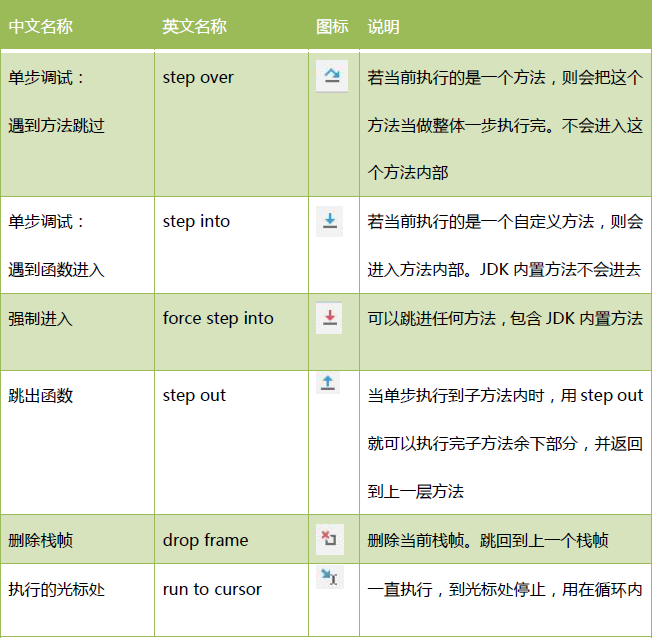 中文名称 英文名称 图标 说明
单步调试： step over 若当前执行的是一个方法，则会把这个
遇到方法跳过 方法当做整体一步执行完。不会进入这
个方法内部
单步调试： step into 若当前执行的是一个自定义方法，则会
遇到函数进入 进入方法内部。JDK 内置方法不会进去
强制进入 force step into 可以跳进任何方法，包含 JDK 内置方法
跳出函数 step out 当单步执行到子方法内时，用 step out
就可以执行完子方法余下部分，并返回
到上一层方法
删除栈帧 drop frame 删除当前栈帧。跳回到上一个栈帧
执行的光标处 run to cursor 一直执行，到光标处停止，用在循环内